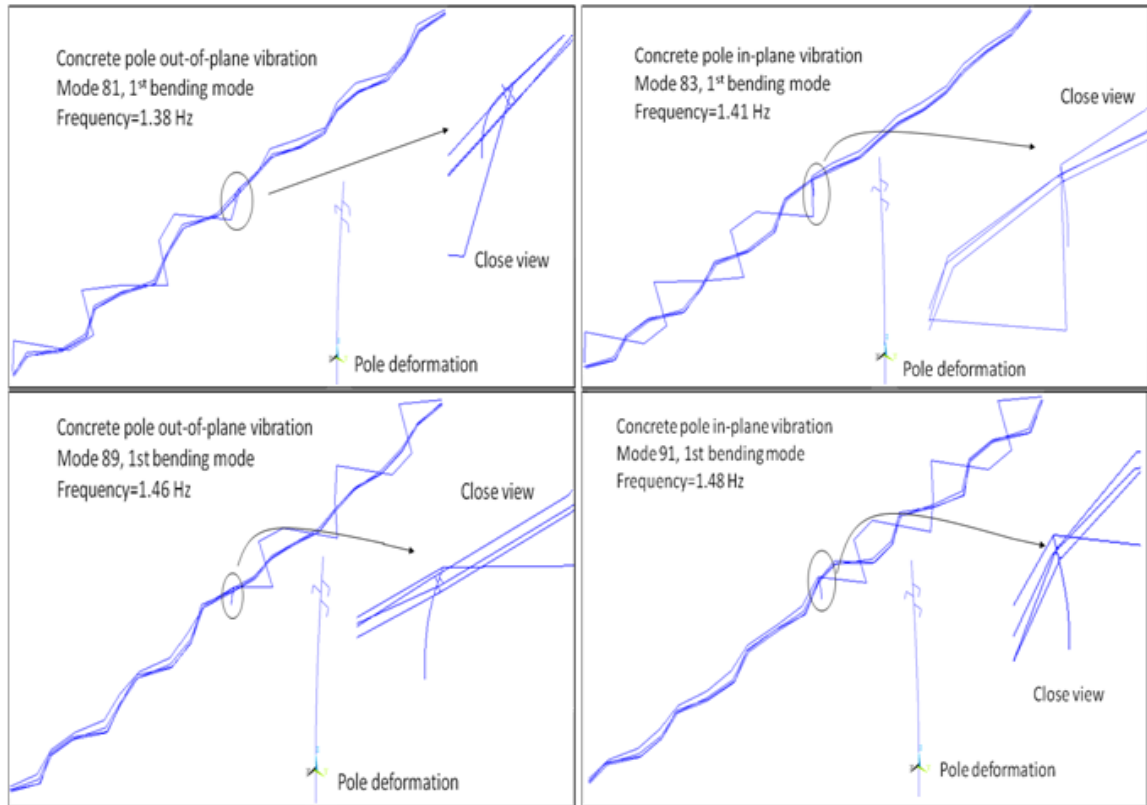 Concrete pole out-of-plane vibration
Mode 81, 1st bending mode
Frequency=1.38 Hz
Close view
Pole deformation
Concrete pole in-plane vibration
Mode 83, 1st bending mode
Frequency=1.41 Hz
Close view
Pole deformation
Concrete pole out-of-plane vibration
Mode 89, 1st bending mode
Frequency=1.46 Hz
Close view
Pole deformation
Concrete pole in-plane vibration
Mode 91, 1st bending mode
Frequency=1.48 Hz
Close view
Pole deformation